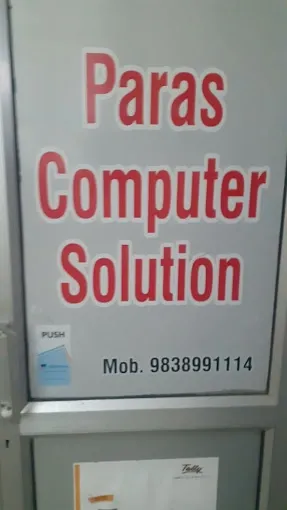 Paras
Computer
Solution
PUSH
Mob. 9838991114
Tally